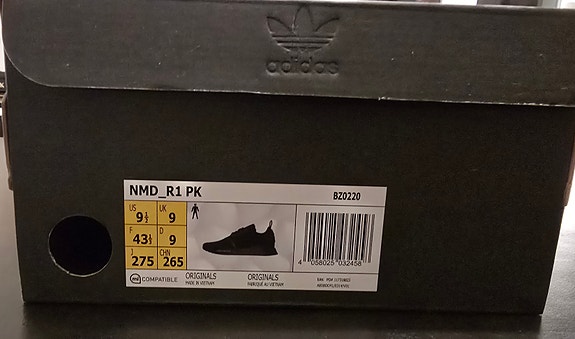 adidas
NMD_R1 PK BZ0220
US 9½ UK 9
F 43⅓ D 9
J 275 CHN 265
mi COMPATIBLE
ORIGINALS ORIGINALS
MADE IN VIETNAM FABRIQUÉ AU VIETNAM
4 058025 032458